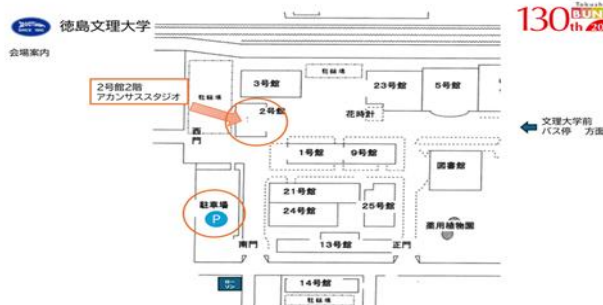 徳島文理大学
130th
会場案内
2号館2階
アカンサススタジオ
3号館
駐輪場
23号館
5号館
駐輪場
2号館
花時計
文理大学前
バス停 方面
西門
1号館
9号館
図書館
21号館
駐車場
P
24号館
25号館
薬用植物園
南門
13号館
正門
14号館
駐輪場